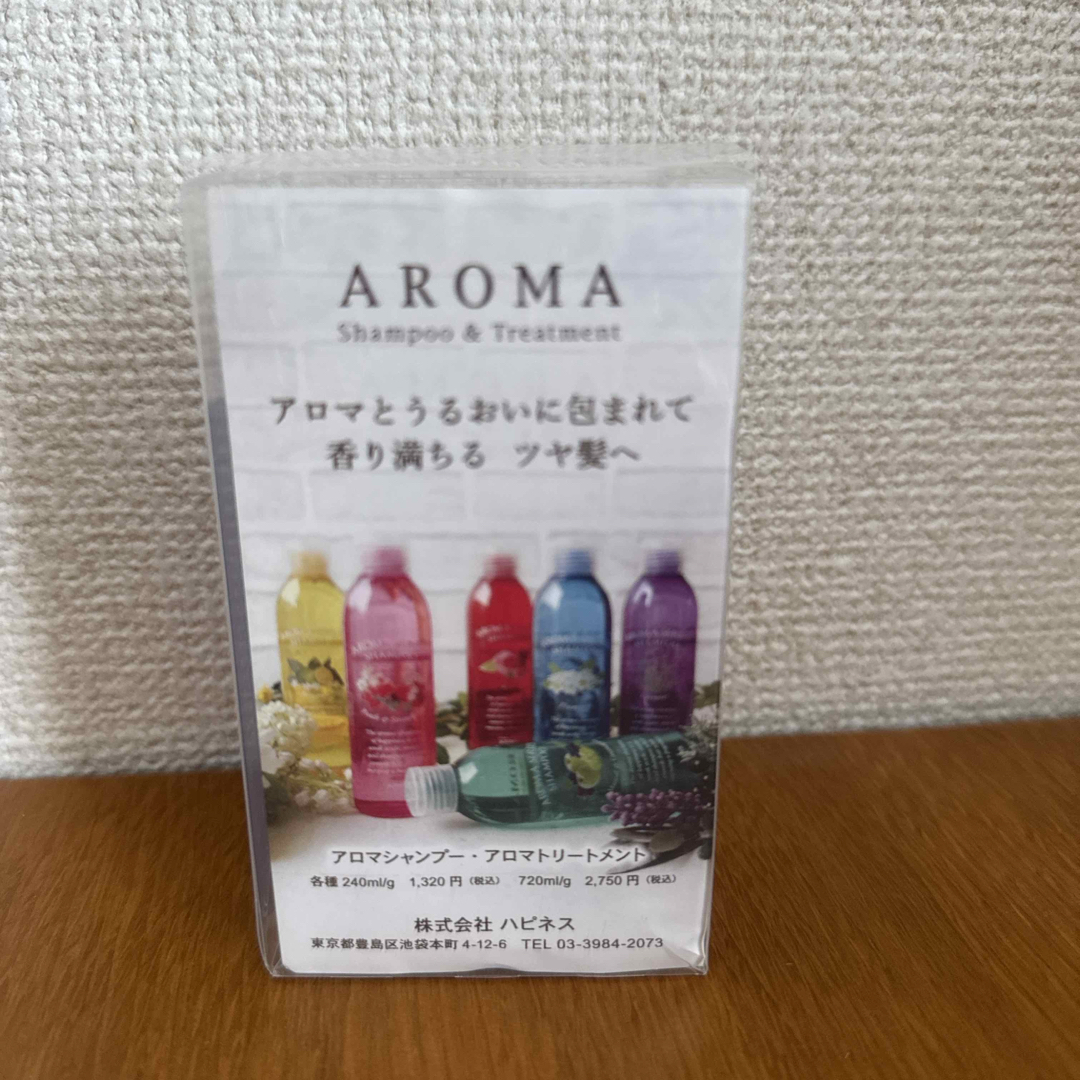 AROMA
Shampoo & Treatment
アロマとうるおいに包まれて
香り満ちる ツヤ髪へ
アロマシャンプー・アロマトリートメント
各種 240ml/g 1,320 円 (税込) 720ml/g 2,750 円 (税込)
株式会社 ハピネス
東京都豊島区池袋本町 4-12-6 TEL 03-3984-2073